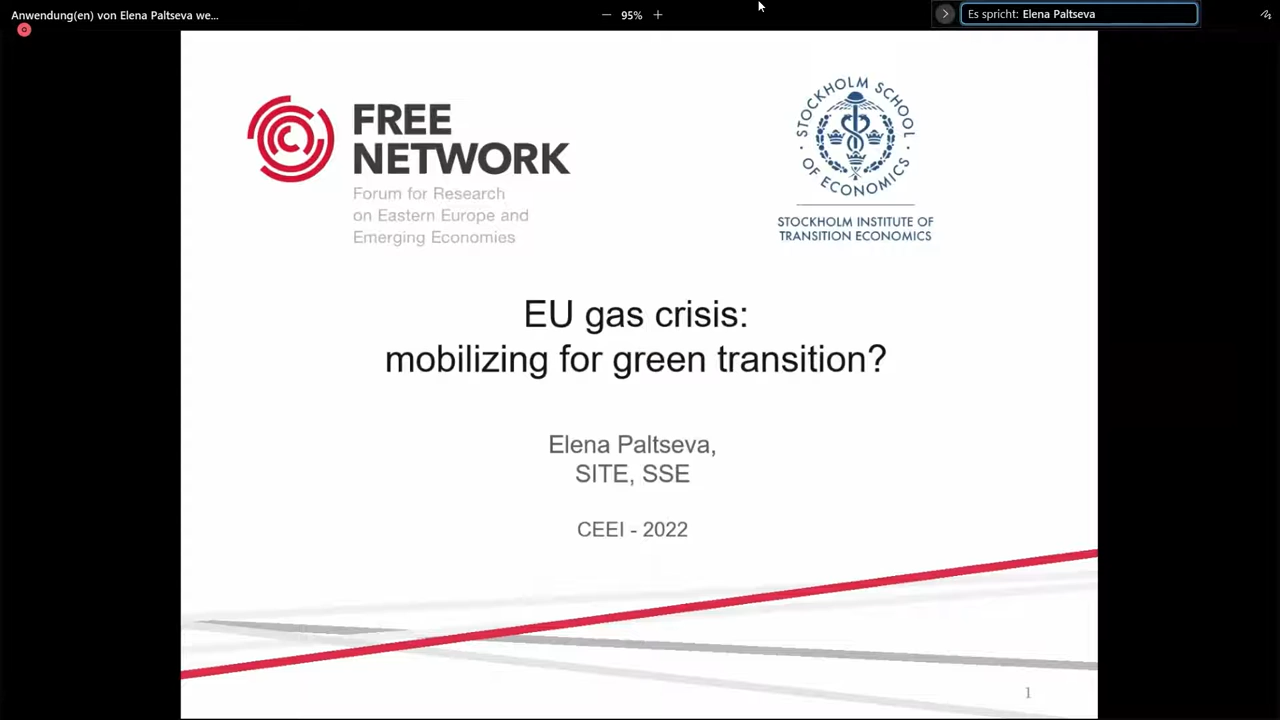 Anwendung(en) von Elena Paltseva we...
95%
Es spricht: Elena Paltseva
FREE
NETWORK
Forum for Research
on Eastern Europe and
Emerging Economies
STOCKHOLM SCHOOL
OF ECONOMICS
STOCKHOLM INSTITUTE OF
TRANSITION ECONOMICS
EU gas crisis:
mobilizing for green transition?
Elena Paltseva,
SITE, SSE
CEEI - 2022
1